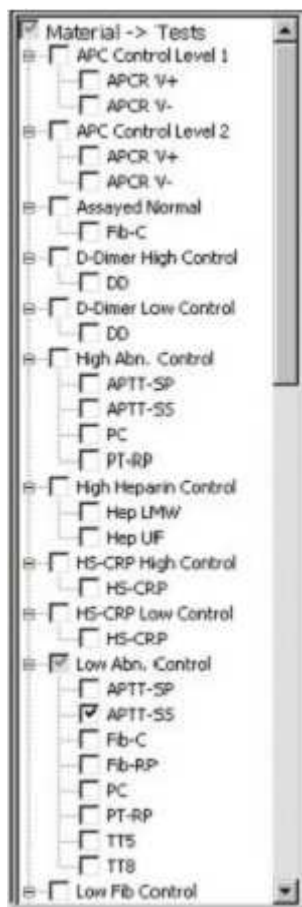 Material -> Tests
APC Control Level 1
APCR V+
APCR V-
APC Control Level 2
APCR V+
APCR V-
Assayed Normal
Fib-C
D-Dimer High Control
DD
D-Dimer Low Control
DD
High Abn. Control
APTT-SP
APTT-SS
PC
PT-RP
High Heparin Control
Hep LMW
Hep UF
HS-CRP High Control
HS-CRP
HS-CRP Low Control
HS-CRP
Low Abn. Control
APTT-SP
APTT-SS
Fib-C
Fib-RP
PC
PT-RP
TT5
TT8
Low Fib Control